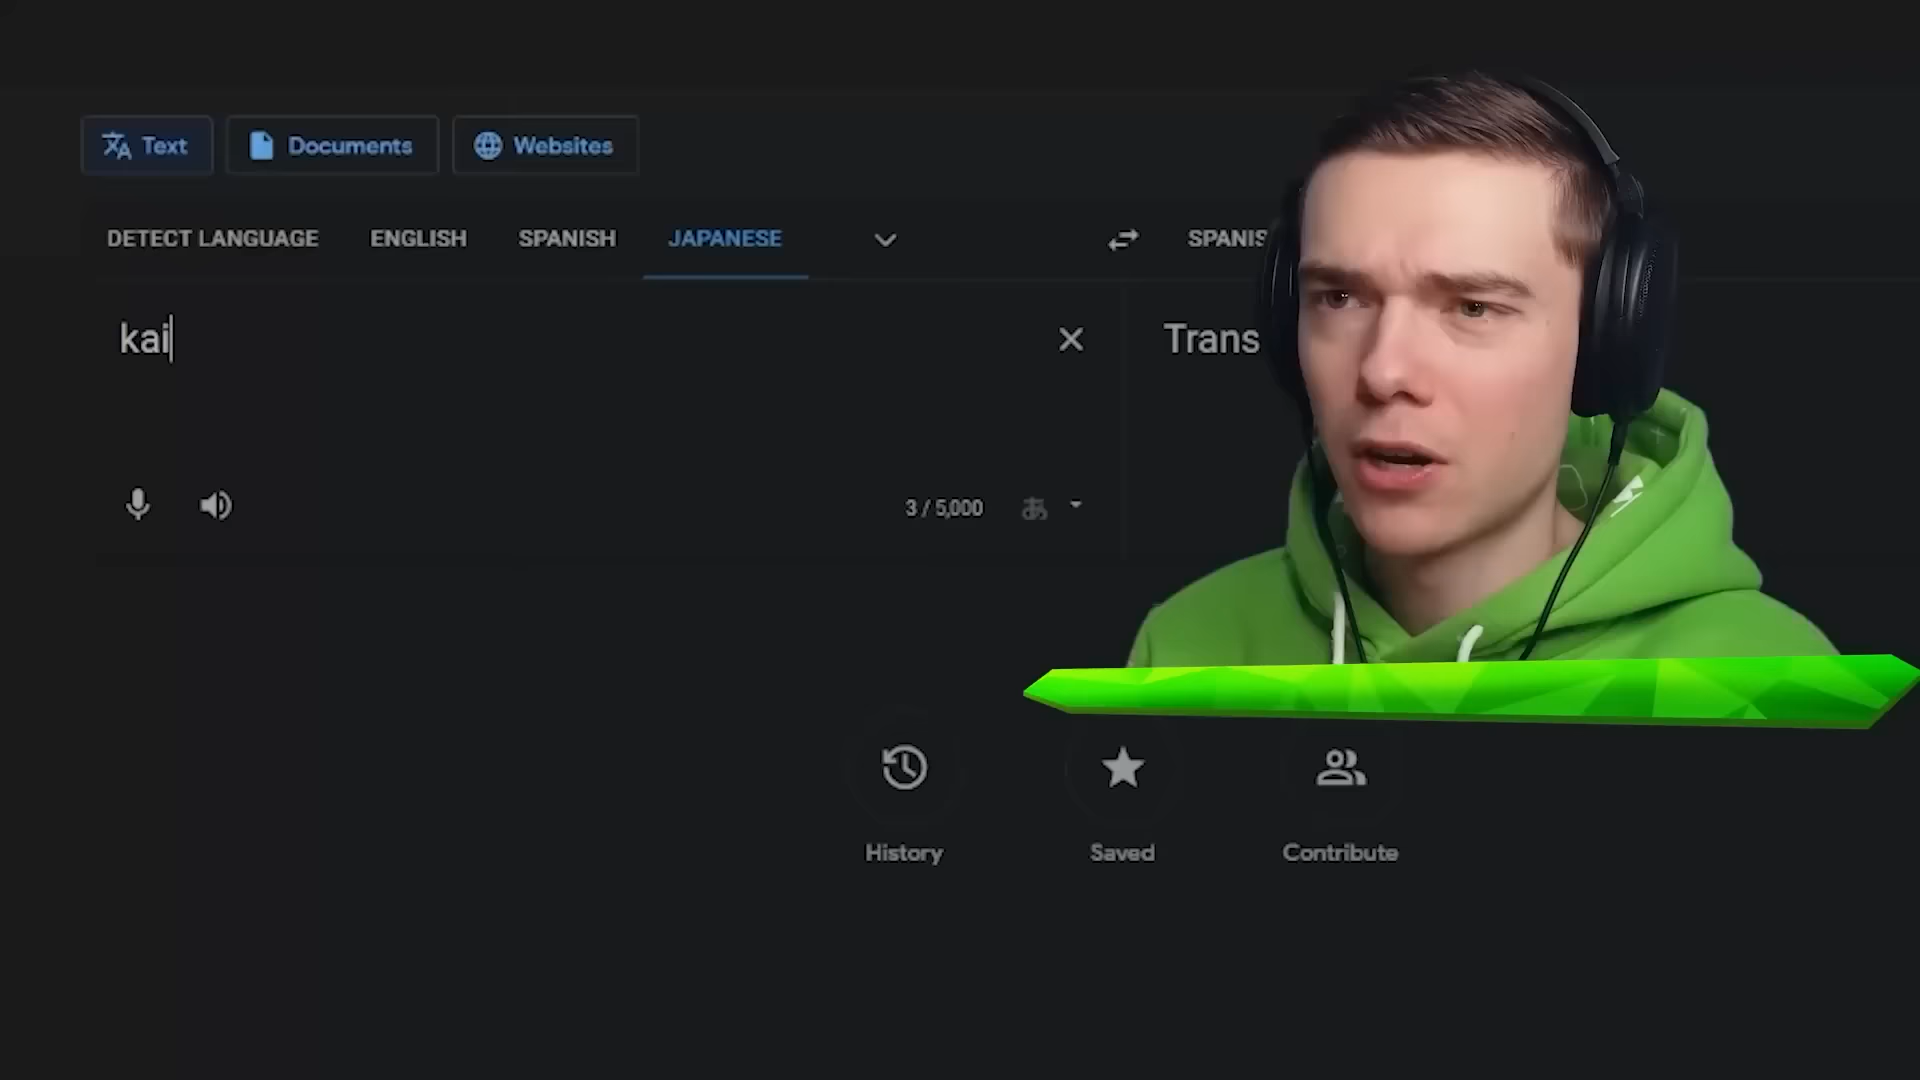 Text Documents Websites
DETECT LANGUAGE ENGLISH SPANISH JAPANESE SPANIS
kai Trans
3 / 5,000 あ
History Saved Contribute